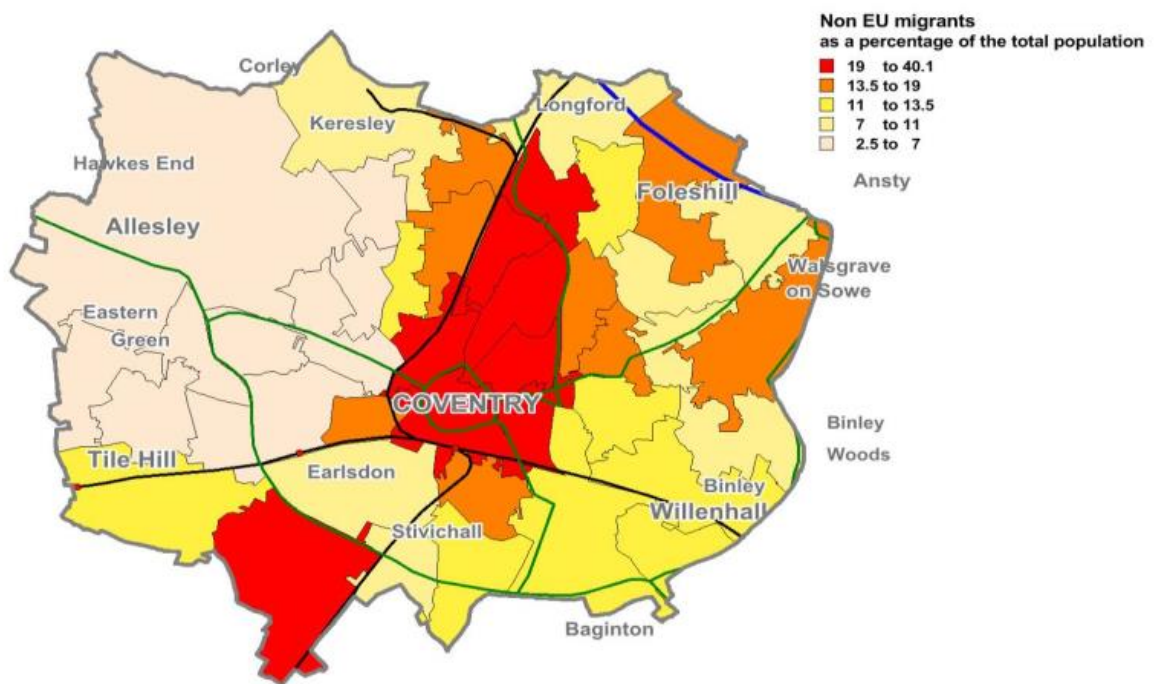 Non EU migrants
as a percentage of the total population
19 to 40.1
13.5 to 19
11 to 13.5
7 to 11
2.5 to 7
Corley
Longford
Keresley
Hawkes End
Ansty
Foleshill
Allesley
Walsgrave
on Sowe
Eastern
Green
COVENTRY
Binley
Woods
Tile Hill
Earlsdon
Binley
Willenhall
Stivichall
Baginton